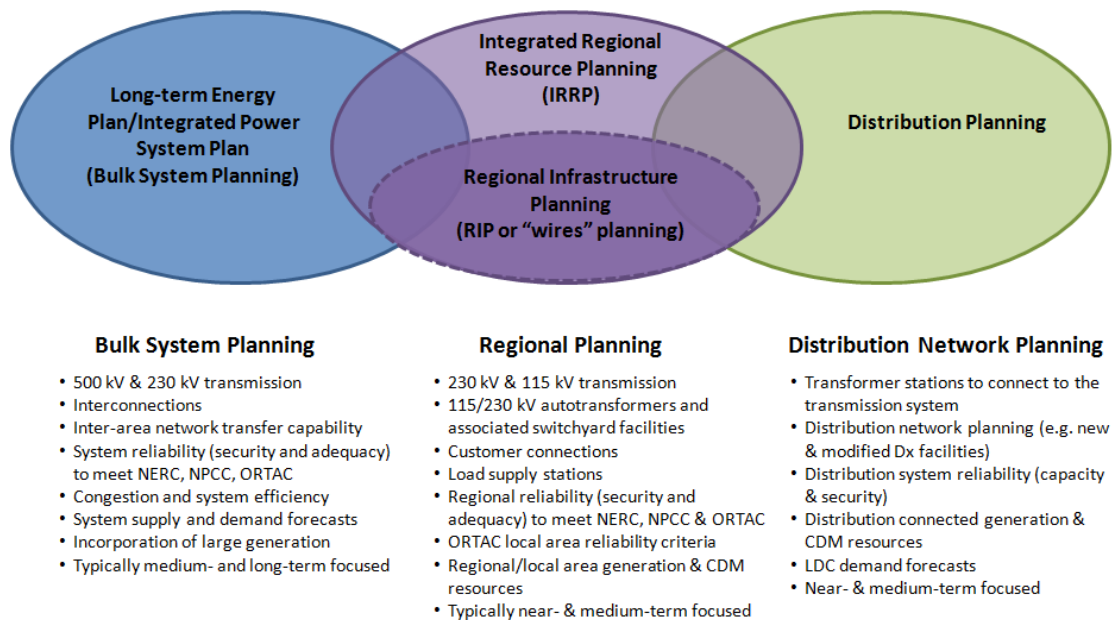 Long-term Energy
Plan/Integrated Power
System Plan
(Bulk System Planning)
Integrated Regional
Resource Planning
(IRRP)
Regional Infrastructure
Planning
(RIP or “wires” planning)
Distribution Planning
Bulk System Planning
• 500 kV & 230 kV transmission
• Interconnections
• Inter-area network transfer capability
• System reliability (security and adequacy)
to meet NERC, NPCC, ORTAC
• Congestion and system efficiency
• System supply and demand forecasts
• Incorporation of large generation
• Typically medium- and long-term focused
Regional Planning
• 230 kV & 115 kV transmission
• 115/230 kV autotransformers and
associated switchyard facilities
• Customer connections
• Load supply stations
• Regional reliability (security and
adequacy) to meet NERC, NPCC & ORTAC
• ORTAC local area reliability criteria
• Regional/local area generation & CDM
resources
• Typically near- & medium-term focused
Distribution Network Planning
• Transformer stations to connect to the
transmission system
• Distribution network planning (e.g. new
& modified Dx facilities)
• Distribution system reliability (capacity
& security)
• Distribution connected generation &
CDM resources
• LDC demand forecasts
• Near- & medium-term focused